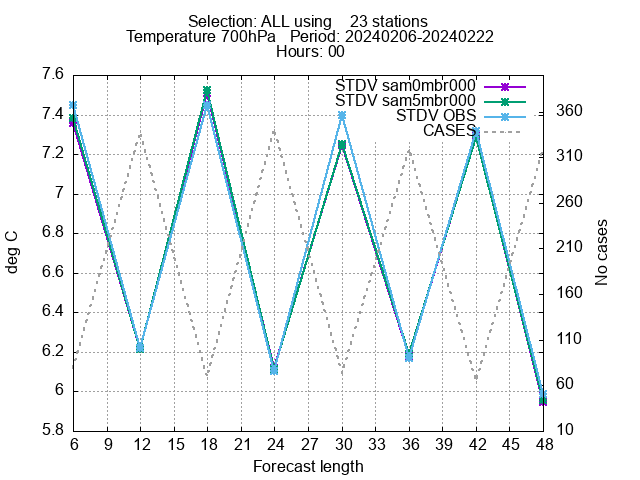 Selection: ALL using 23 stations
Temperature 700hPa Period: 20240206-20240222
Hours: 00
STDV sam0mbr000
STDV sam5mbr000
STDV OBS
CASES
7.6
7.4
7.2
7
6.8
6.6
6.4
6.2
6
5.8
deg C
360
310
260
210
160
110
60
10
No cases
6 9 12 15 18 21 24 27 30 33 36 39 42 45 48
Forecast length